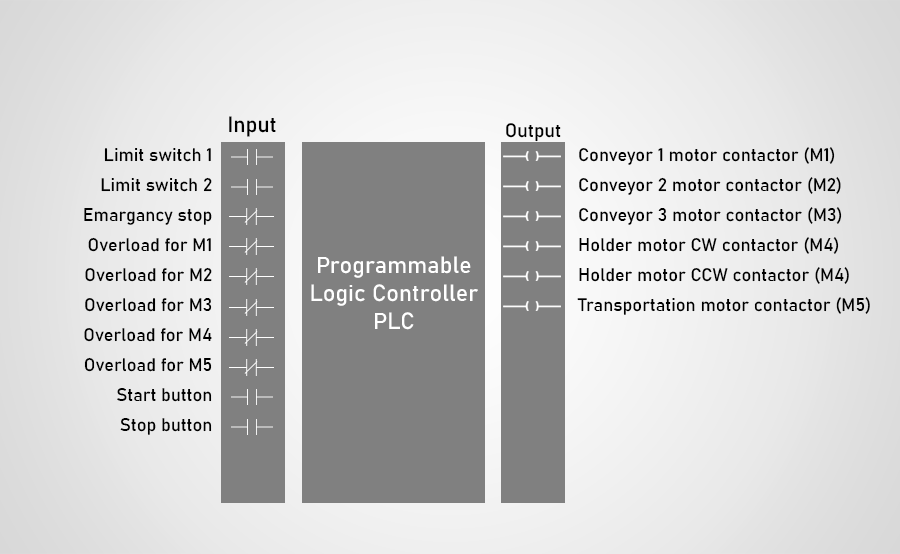 Input
Output
Limit switch 1
Limit switch 2
Emargancy stop
Overload for M1
Overload for M2
Overload for M3
Overload for M4
Overload for M5
Start button
Stop button
Programmable
Logic Controller
PLC
Conveyor 1 motor contactor (M1)
Conveyor 2 motor contactor (M2)
Conveyor 3 motor contactor (M3)
Holder motor CW contactor (M4)
Holder motor CCW contactor (M4)
Transportation motor contactor (M5)